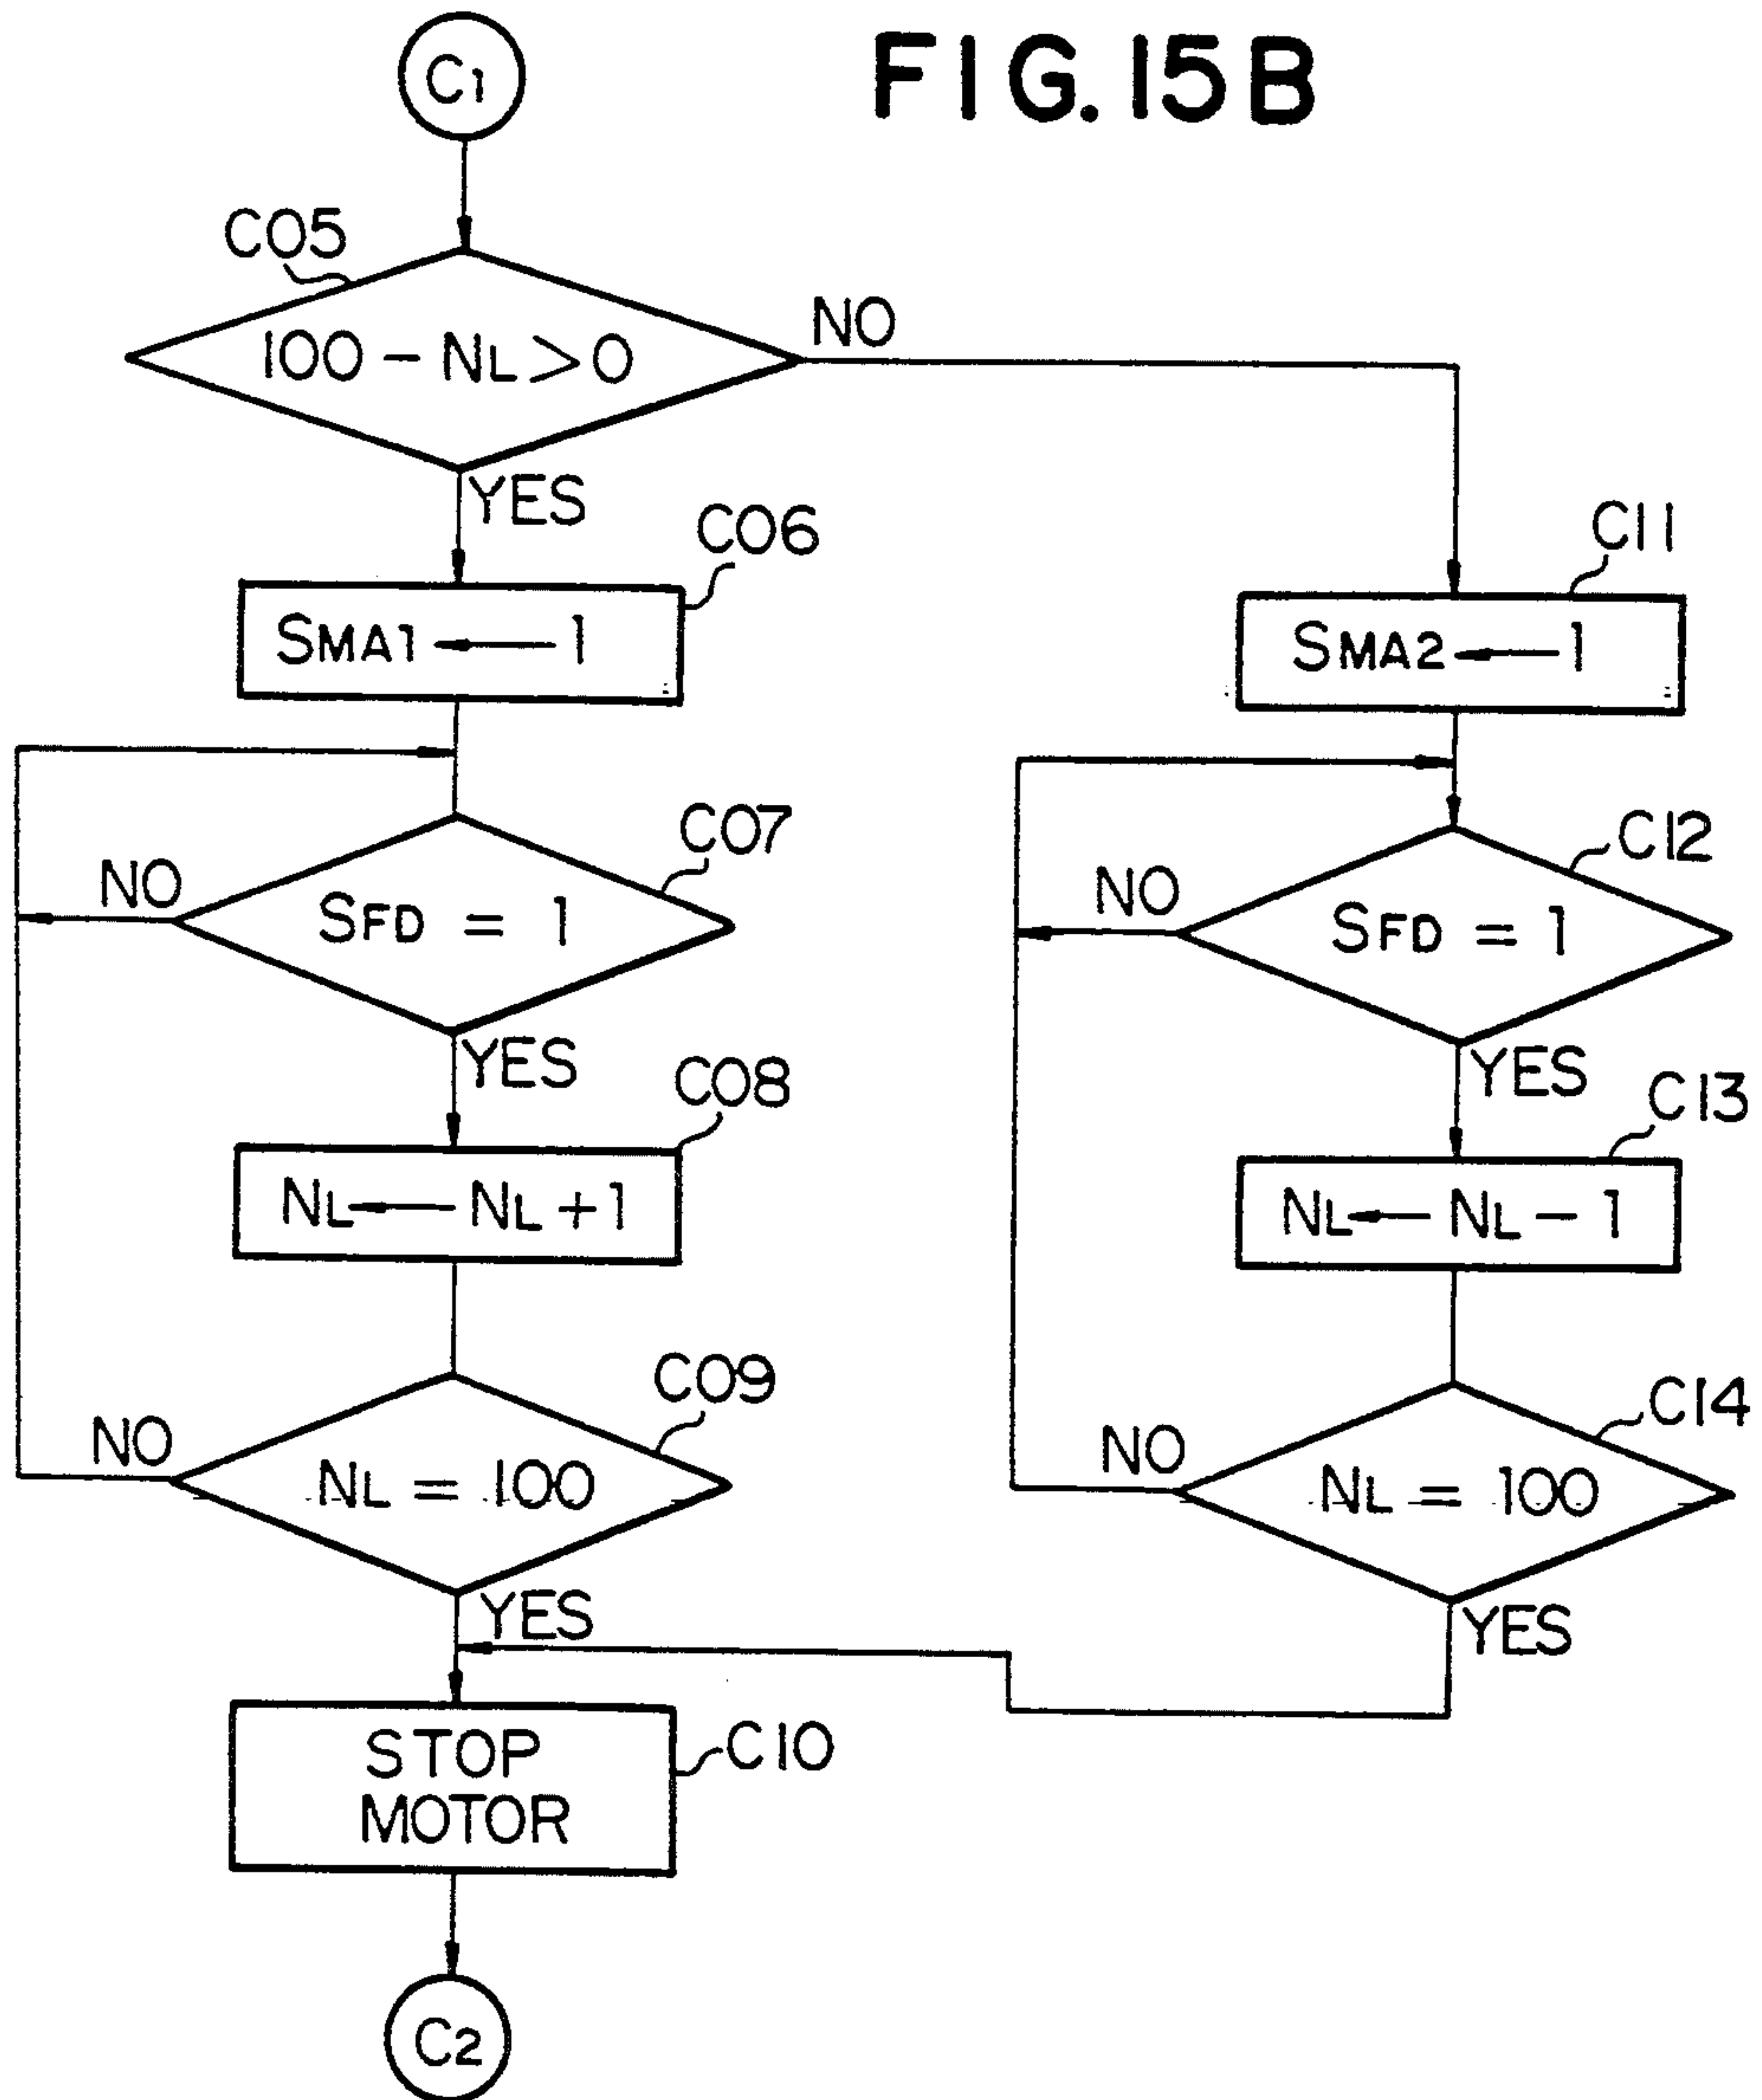 FIG.15B
C1
C05
100 - NL > 0
NO
YES
C06
SMA1 ← 1
C07
SFD = 1
NO
YES
C08
NL ← NL + 1
C09
NL = 100
NO
YES
C11
SMA2 ← 1
C12
SFD = 1
NO
YES
C13
NL ← NL - 1
C14
NL = 100
NO
YES
STOP
MOTOR
C10
C2